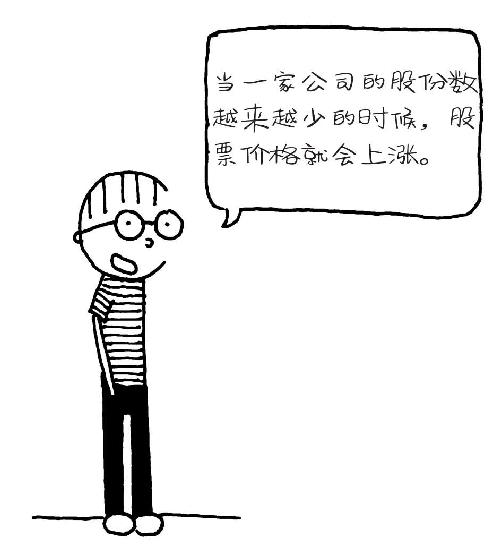 当一家公司的股份数
越来越少的时候，股
票价格就会上涨。